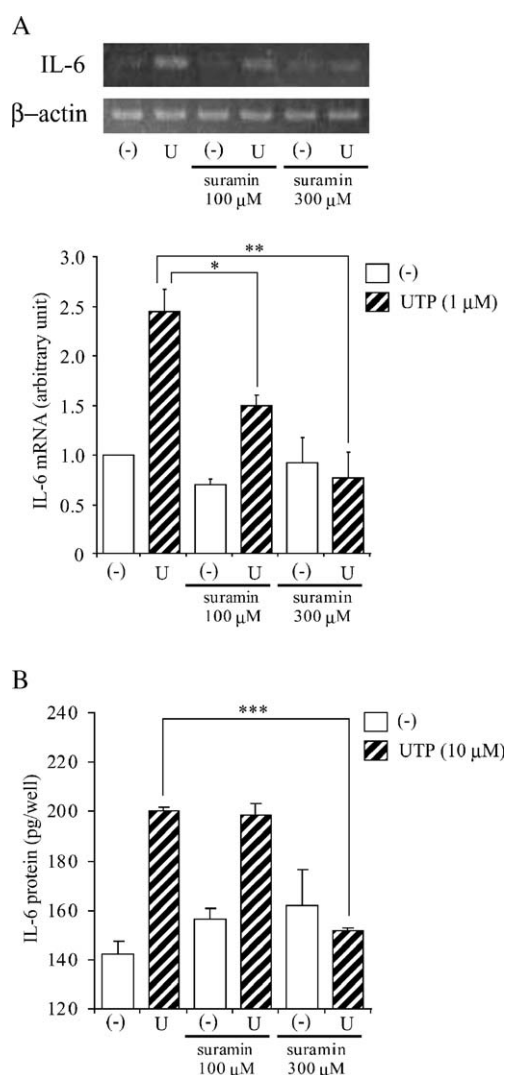 A
IL-6
β–actin
(-) U (-) U (-) U
suramin suramin
100 μM 300 μM
** (-)
* UTP (1 μM)
IL-6 mRNA (arbitrary unit)
3.0
2.5
2.0
1.5
1.0
0.5
0
(-) U (-) U (-) U
suramin suramin
100 μM 300 μM
B
*** (-)
UTP (10 μM)
IL-6 protein (pg/well)
240
220
200
180
160
140
120
(-) U (-) U (-) U
suramin suramin
100 μM 300 μM